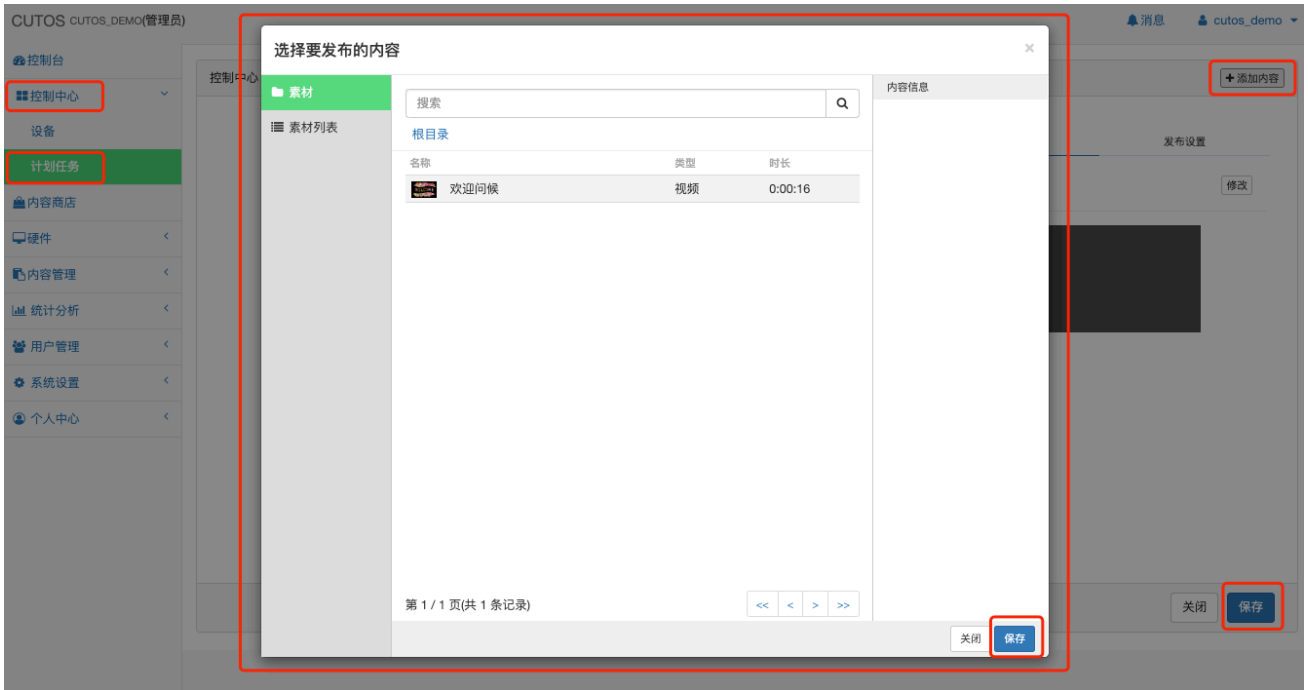 CUTOS CUTOS_DEMO(管理员)
消息
cutos_demo
控制台
控制中心
设备
计划任务
内容商店
硬件
内容管理
统计分析
用户管理
系统设置
个人中心
控制中心
添加内容
发布设置
修改
选择要发布的内容
×
素材
素材列表
搜索
根目录
名称 类型 时长
欢迎问候 视频 0:00:16
内容信息
第 1 / 1 页(共 1 条记录)
<< < > >>
关闭 保存
关闭 保存